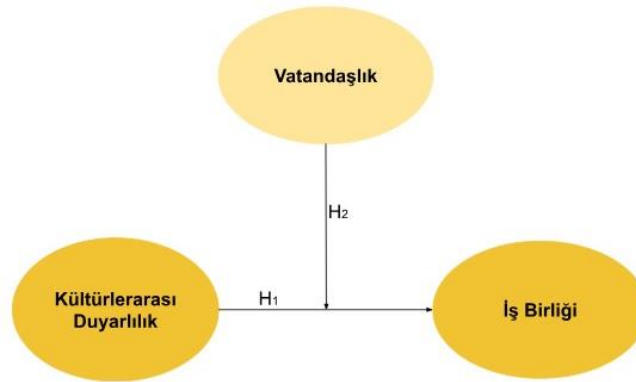 Vatandaşlık
H2
H1
Kültürlerarası
Duyarlılık
İş Birliği